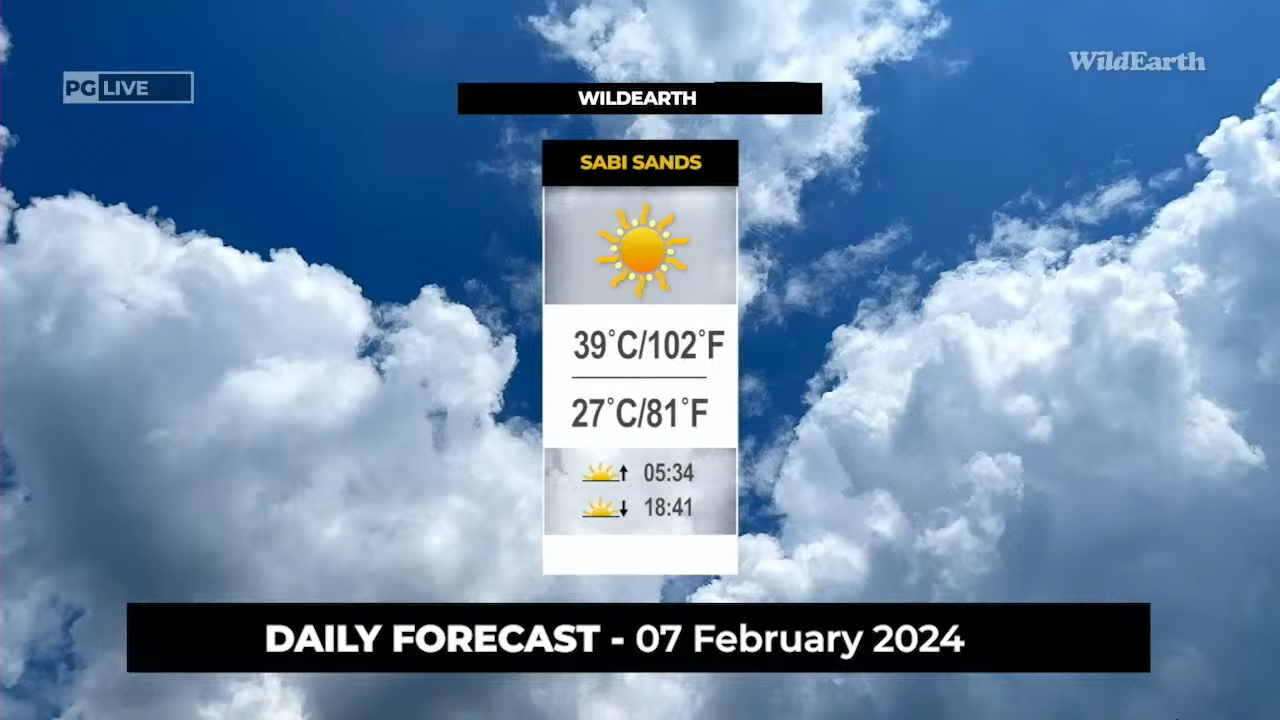 PG LIVE
WildEarth
WILDEARTH
SABI SANDS
39°C/102°F
27°C/81°F
05:34
18:41
DAILY FORECAST - 07 February 2024